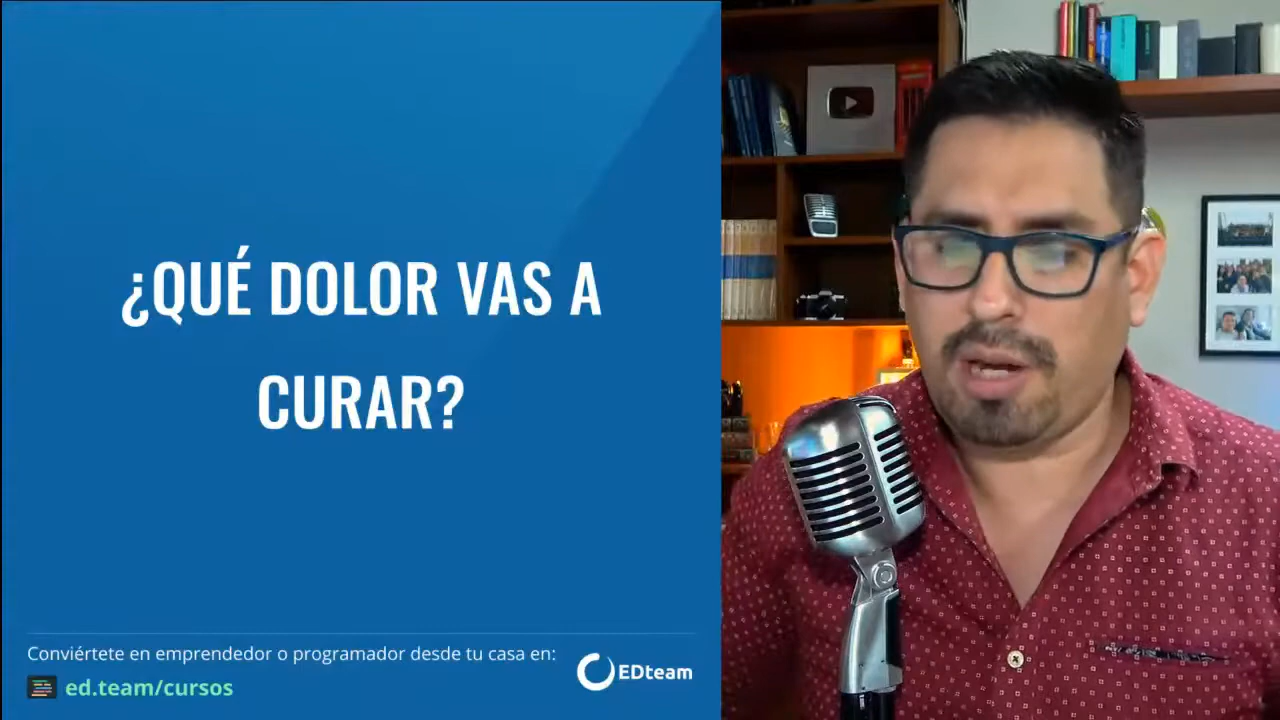 ¿QUÉ DOLOR VAS A
CURAR?
Conviértete en emprendedor o programador desde tu casa en:
ed.team/cursos
EDteam